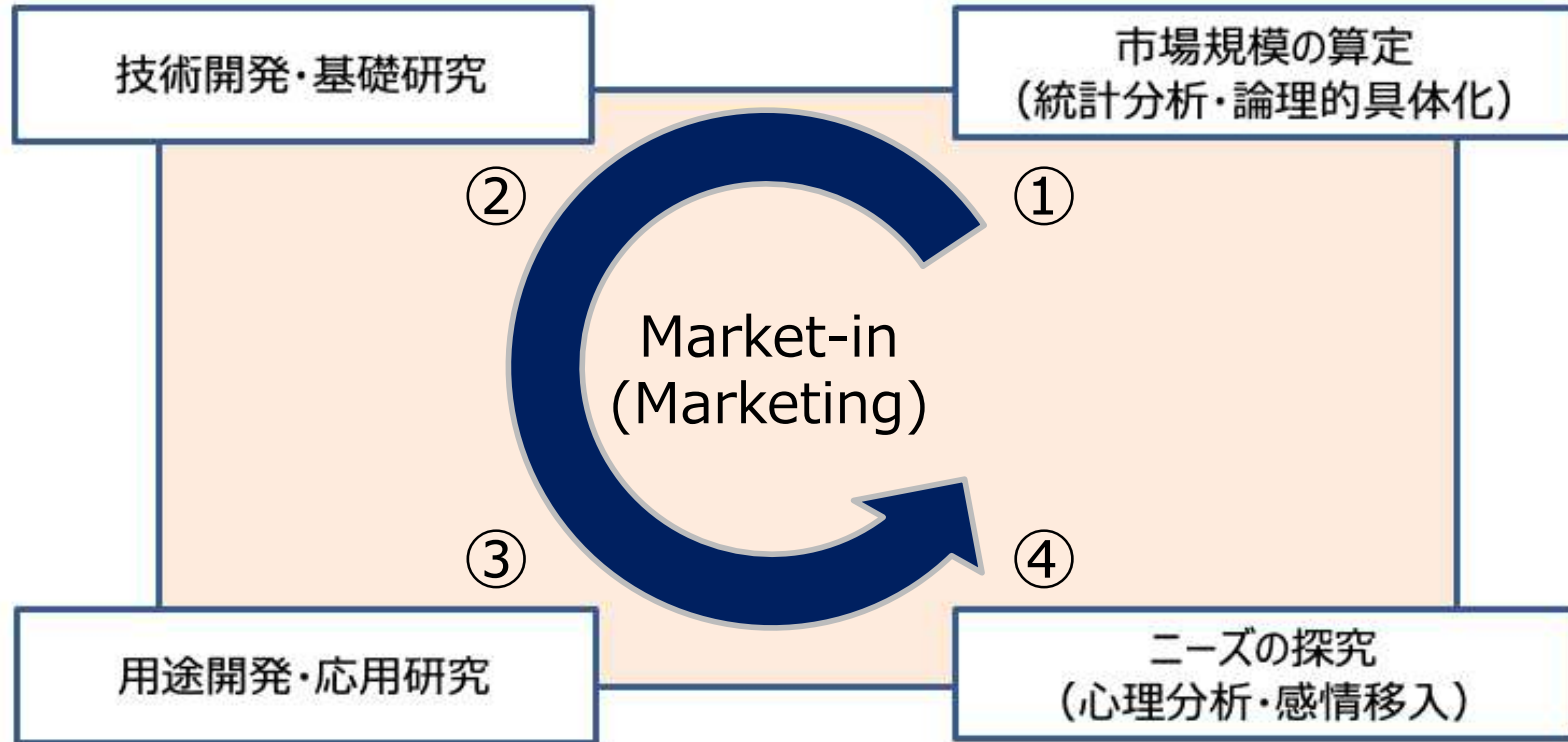 技術開発・基礎研究
市場規模の算定
（統計分析・論理的具体化）
②
①
Market-in
(Marketing)
③
④
用途開発・応用研究
ニーズの探究
（心理分析・感情移入）